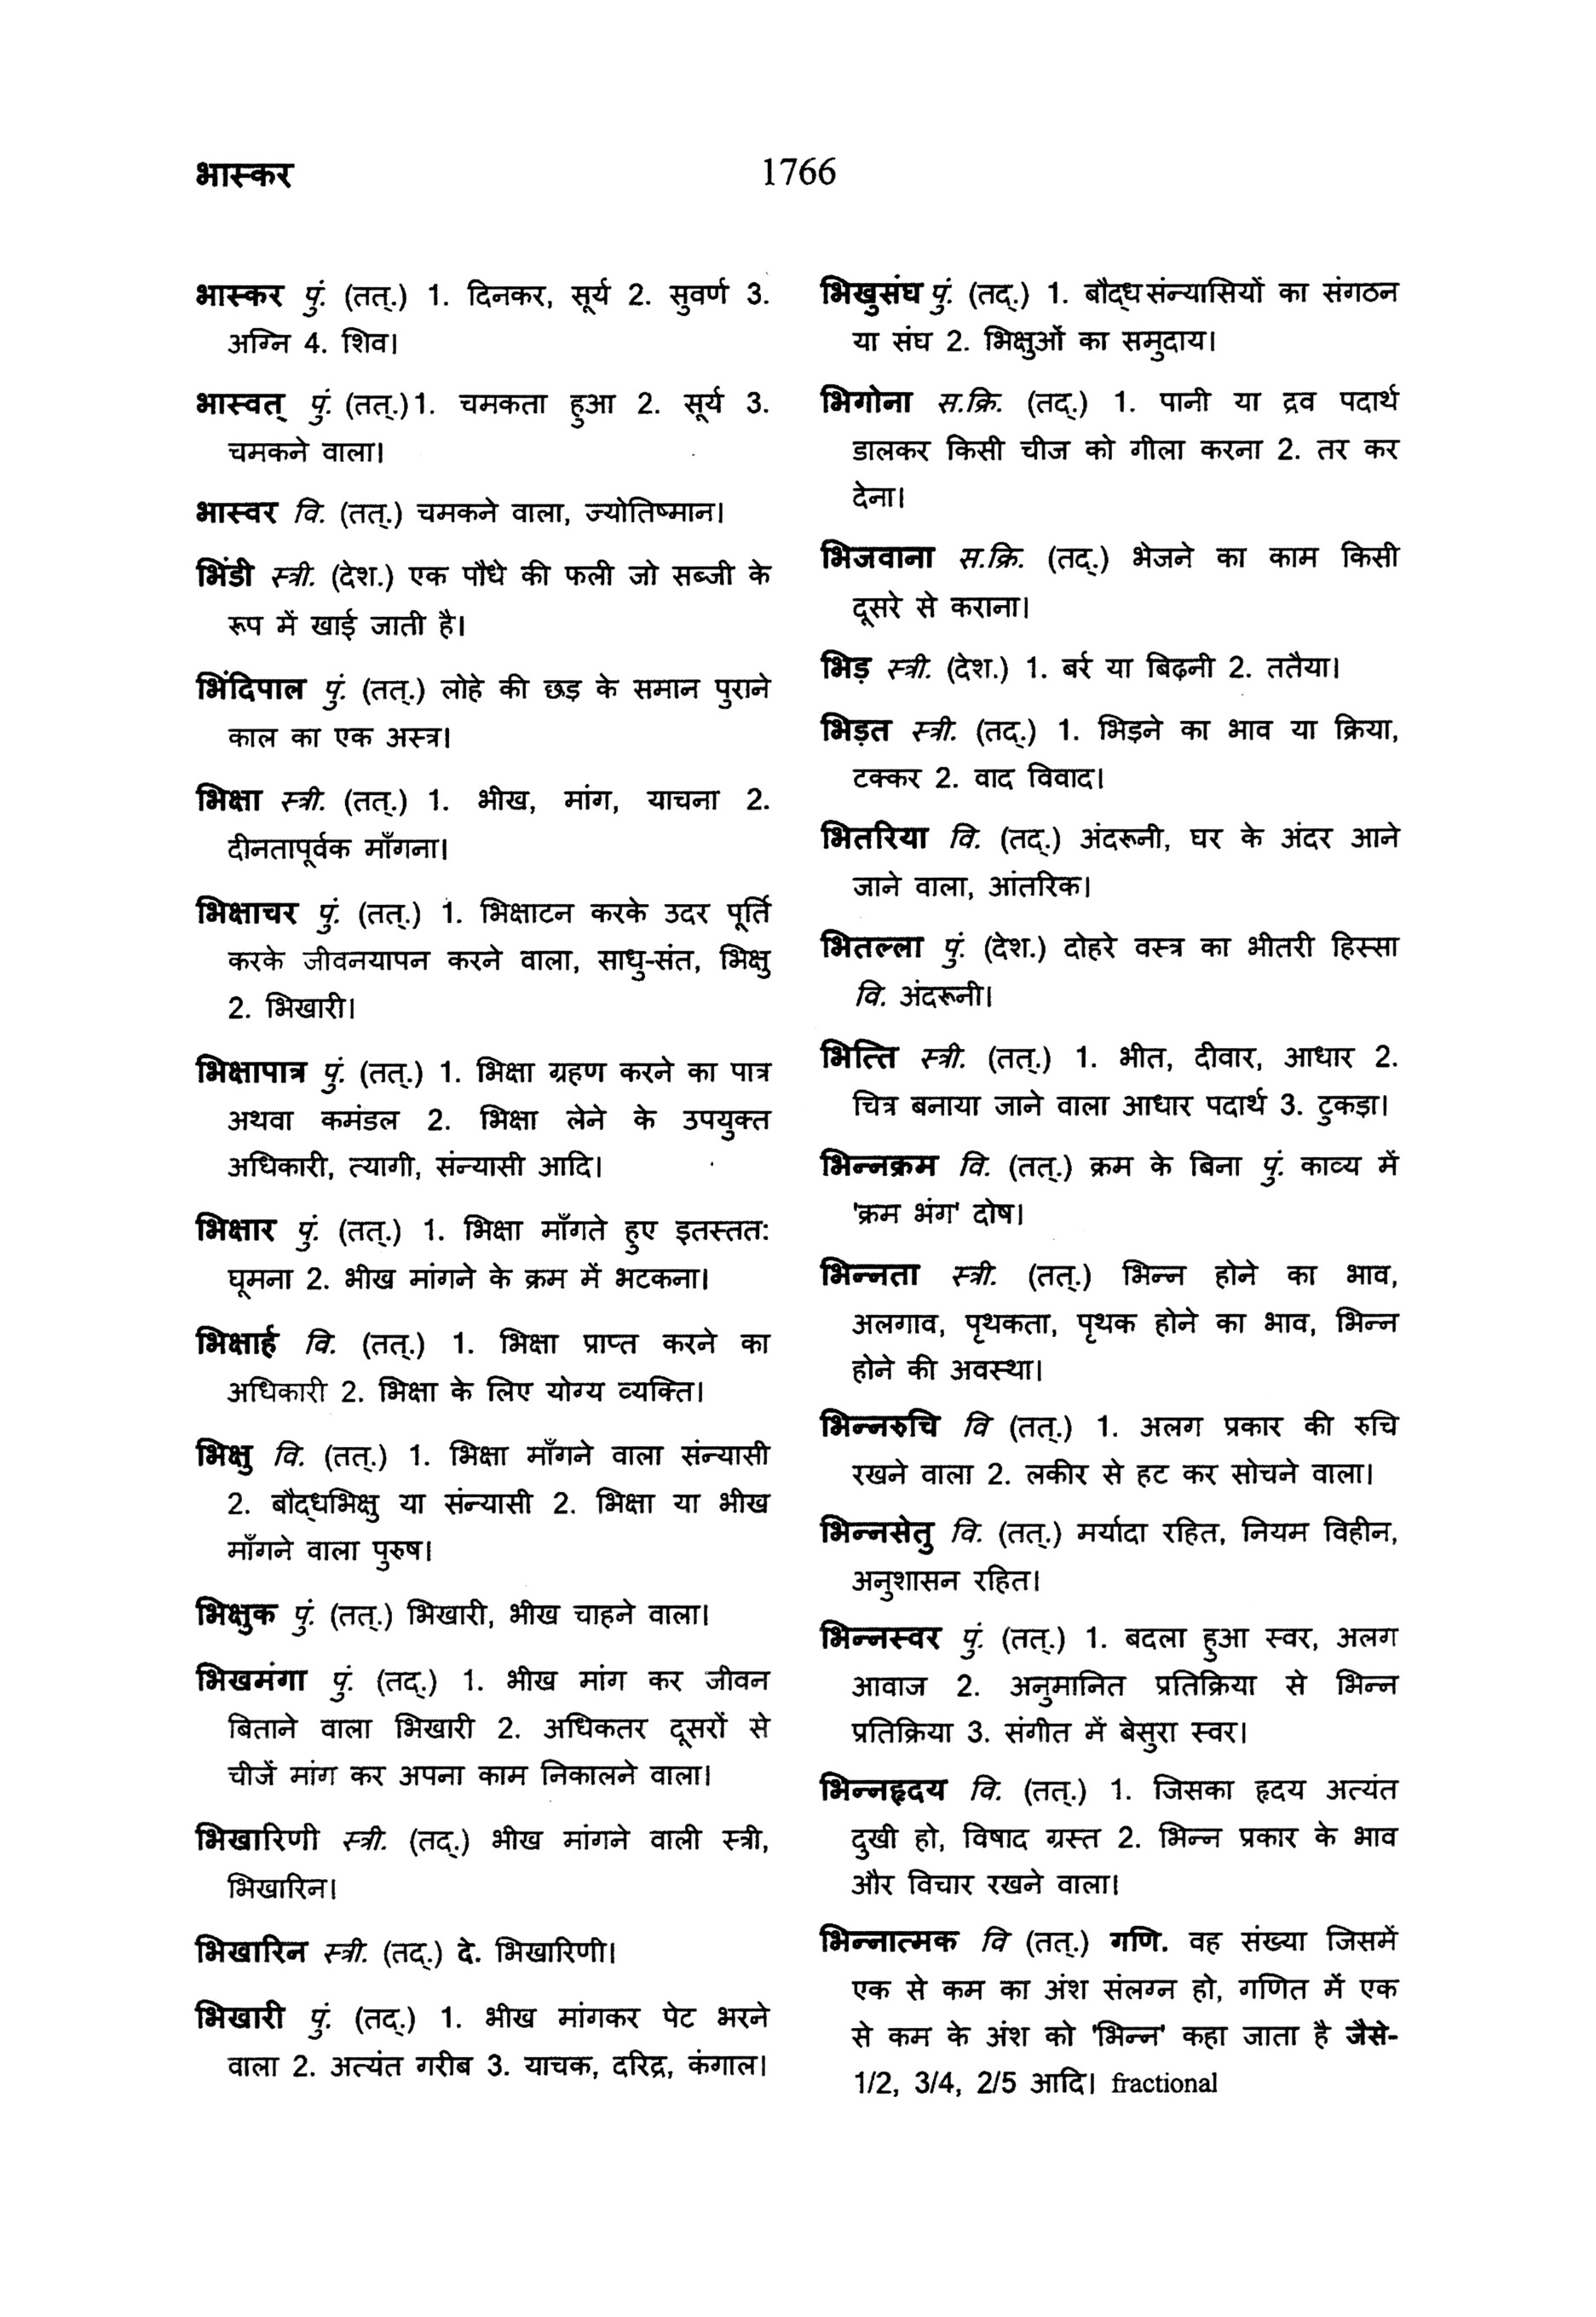 भास्कर
1766
भास्कर पुं. (तत्.) 1. दिनकर, सूर्य 2. सुवर्ण 3.
अग्नि 4. शिव।
भास्वत् पुं. (तत्.)1. चमकता हुआ 2. सूर्य 3.
चमकने वाला।
भास्वर वि. (तत्.) चमकने वाला, ज्योतिष्मान।
भिंडी स्त्री. (देश.) एक पौधे की फली जो सब्जी के
रूप में खाई जाती है।
भिंदिपाल पुं. (तत्.) लोहे की छड़ के समान पुराने
काल का एक अस्त्र।
भिक्षा स्त्री. (तत्.) 1. भीख, मांग, याचना 2.
दीनतापूर्वक माँगना।
भिक्षाचर पुं. (तत्.) 1. भिक्षाटन करके उदर पूर्ति
करके जीवनयापन करने वाला, साधु-संत, भिक्षु
2. भिखारी।
भिक्षापात्र पुं. (तत्.) 1. भिक्षा ग्रहण करने का पात्र
अथवा कमंडल 2. भिक्षा लेने के उपयुक्त
अधिकारी, त्यागी, संन्यासी आदि।
भिक्षार पुं. (तत्.) 1. भिक्षा माँगते हुए इतस्ततः
घूमना 2. भीख मांगने के क्रम में भटकना।
भिक्षार्ह वि. (तत्.) 1. भिक्षा प्राप्त करने का
अधिकारी 2. भिक्षा के लिए योग्य व्यक्ति।
भिक्षु वि. (तत्.) 1. भिक्षा माँगने वाला संन्यासी
2. बौद्धभिक्षु या संन्यासी 2. भिक्षा या भीख
माँगने वाला पुरुष।
भिक्षुक पुं. (तत्.) भिखारी, भीख चाहने वाला।
भिखमंगा पुं. (तद्.) 1. भीख मांग कर जीवन
बिताने वाला भिखारी 2. अधिकतर दूसरों से
चीजें मांग कर अपना काम निकालने वाला।
भिखारिणी स्त्री. (तद्.) भीख मांगने वाली स्त्री,
भिखारिन।
भिखारिन स्त्री. (तद्.) दे. भिखारिणी।
भिखारी पुं. (तद्.) 1. भीख मांगकर पेट भरने
वाला 2. अत्यंत गरीब 3. याचक, दरिद्र, कंगाल।
भिखुसंघ पुं. (तद्.) 1. बौद्धसंन्यासियों का संगठन
या संघ 2. भिक्षुओं का समुदाय।
भिगोना स.क्रि. (तद्.) 1. पानी या द्रव पदार्थ
डालकर किसी चीज को गीला करना 2. तर कर
देना।
भिजवाना स.क्रि. (तद्.) भेजने का काम किसी
दूसरे से कराना।
भिड़ स्त्री. (देश.) 1. बर्र या बिढ़नी 2. ततैया।
भिड़त स्त्री. (तद्.) 1. भिड़ने का भाव या क्रिया,
टक्कर 2. वाद विवाद।
भितरिया वि. (तद्.) अंदरूनी, घर के अंदर आने
जाने वाला, आंतरिक।
भितल्ला पुं. (देश.) दोहरे वस्त्र का भीतरी हिस्सा
वि. अंदरूनी।
भित्ति स्त्री. (तत्.) 1. भीत, दीवार, आधार 2.
चित्र बनाया जाने वाला आधार पदार्थ 3. टुकड़ा।
भिन्नक्रम वि. (तत्.) क्रम के बिना पुं. काव्य में
'क्रम भंग' दोष।
भिन्नता स्त्री. (तत्.) भिन्न होने का भाव,
अलगाव, पृथकता, पृथक होने का भाव, भिन्न
होने की अवस्था।
भिन्नरुचि वि (तत्.) 1. अलग प्रकार की रुचि
रखने वाला 2. लकीर से हट कर सोचने वाला।
भिन्नसेतु वि. (तत्.) मर्यादा रहित, नियम विहीन,
अनुशासन रहित।
भिन्नस्वर पुं. (तत्.) 1. बदला हुआ स्वर, अलग
आवाज 2. अनुमानित प्रतिक्रिया से भिन्न
प्रतिक्रिया 3. संगीत में बेसुरा स्वर।
भिन्नहृदय वि. (तत्.) 1. जिसका हृदय अत्यंत
दुखी हो, विषाद ग्रस्त 2. भिन्न प्रकार के भाव
और विचार रखने वाला।
भिन्नात्मक वि (तत्.) गणि. वह संख्या जिसमें
एक से कम का अंश संलग्न हो, गणित में एक
से कम के अंश को 'भिन्न' कहा जाता है जैसे-
1/2, 3/4, 2/5 आदि। fractional